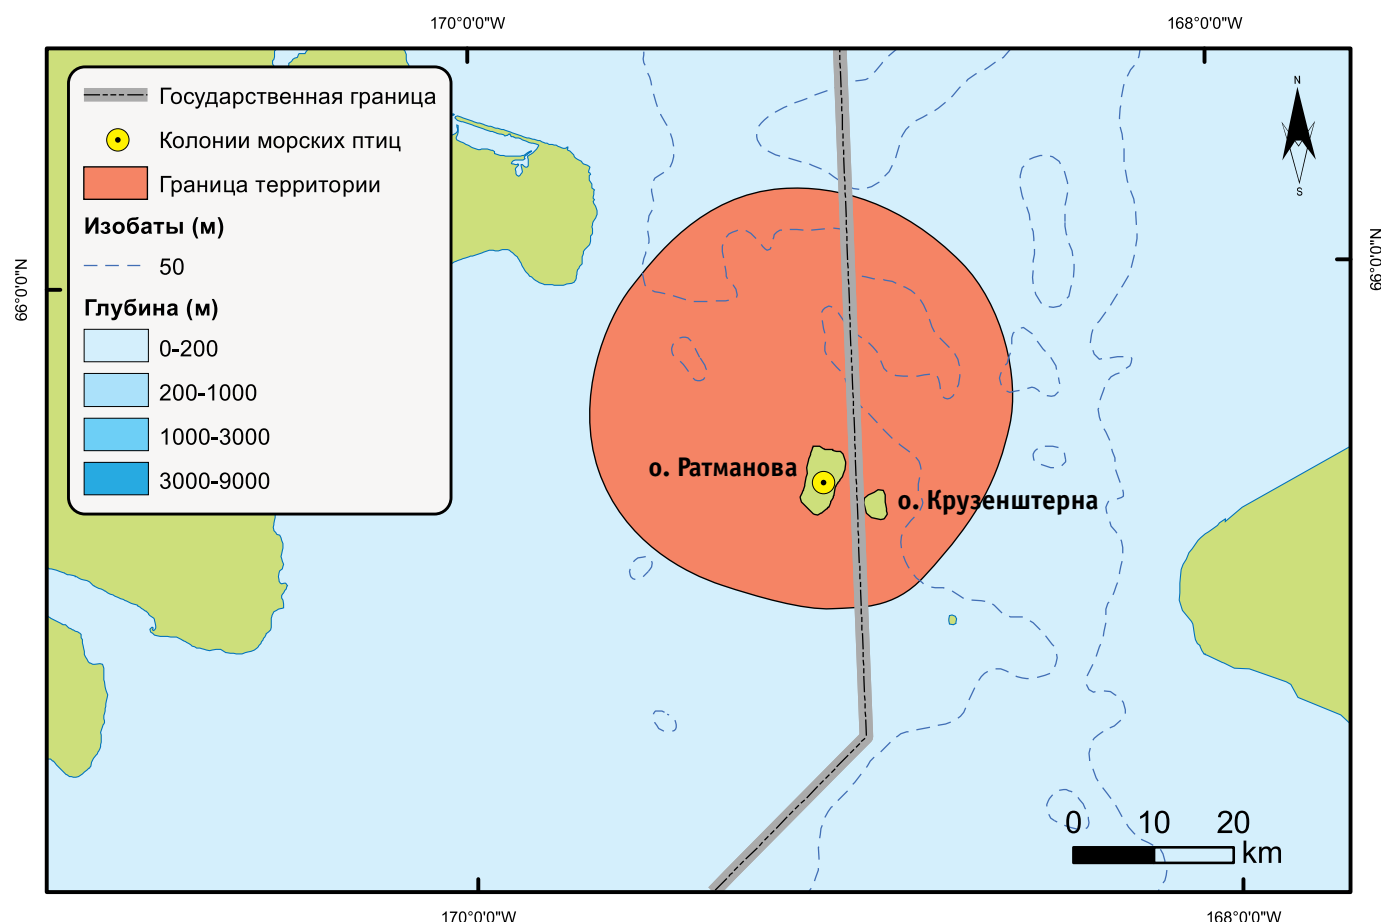 170°0'0"W
168°0'0"W
Государственная граница
Колонии морских птиц
Граница территории
Изобаты (м)
50
Глубина (м)
0-200
200-1000
1000-3000
3000-9000
N
S
66°0'0"N
66°0'0"N
о. Ратманова
о. Крузенштерна
0 10 20
km
170°0'0"W
168°0'0"W